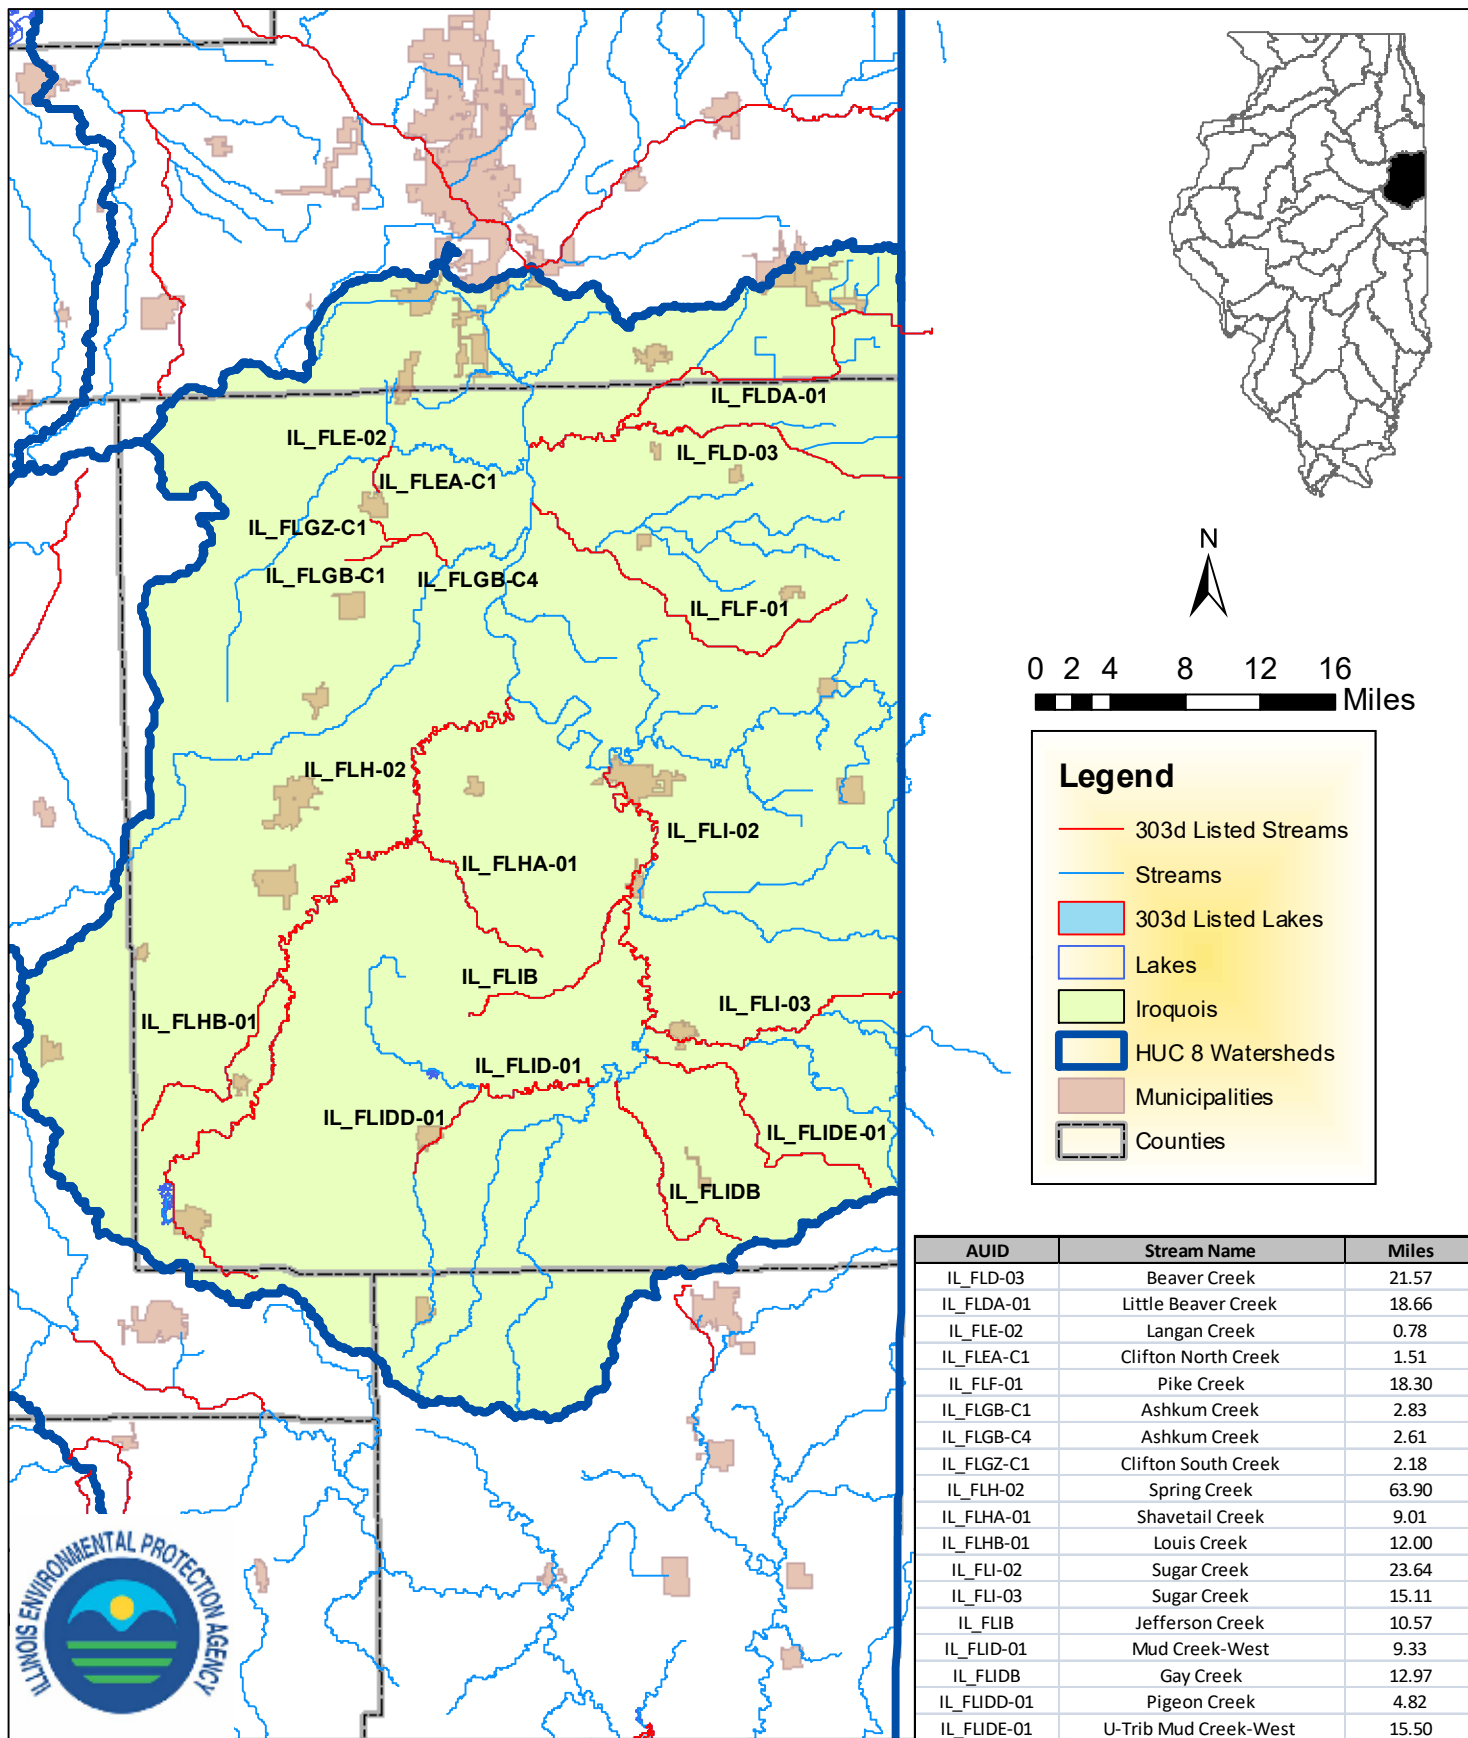 IL_FLDA-01
IL_FLE-02
IL_FLD-03
IL_FLEA-C1
IL_FLGZ-C1
IL_FLGB-C1
IL_FLGB-C4
IL_FLF-01
IL_FLH-02
IL_FLI-02
IL_FLHA-01
IL_FLIB
IL_FLI-03
IL_FLHB-01
IL_FLID-01
IL_FLIDD-01
IL_FLIDE-01
IL_FLIDB
N
0 2 4 8 12 16
Miles
Legend
303d Listed Streams
Streams
303d Listed Lakes
Lakes
Iroquois
HUC 8 Watersheds
Municipalities
Counties
AUID Stream Name Miles
IL_FLD-03 Beaver Creek 21.57
IL_FLDA-01 Little Beaver Creek 18.66
IL_FLE-02 Langan Creek 0.78
IL_FLEA-C1 Clifton North Creek 1.51
IL_FLF-01 Pike Creek 18.30
IL_FLGB-C1 Ashkum Creek 2.83
IL_FLGB-C4 Ashkum Creek 2.61
IL_FLGZ-C1 Clifton South Creek 2.18
IL_FLH-02 Spring Creek 63.90
IL_FLHA-01 Shavetail Creek 9.01
IL_FLHB-01 Louis Creek 12.00
IL_FLI-02 Sugar Creek 23.64
IL_FLI-03 Sugar Creek 15.11
IL_FLIB Jefferson Creek 10.57
IL_FLID-01 Mud Creek-West 9.33
IL_FLIDB Gay Creek 12.97
IL_FLIDD-01 Pigeon Creek 4.82
IL_FLIDE-01 U-Trib Mud Creek-West 15.50
ILLINOIS ENVIRONMENTAL PROTECTION AGENCY